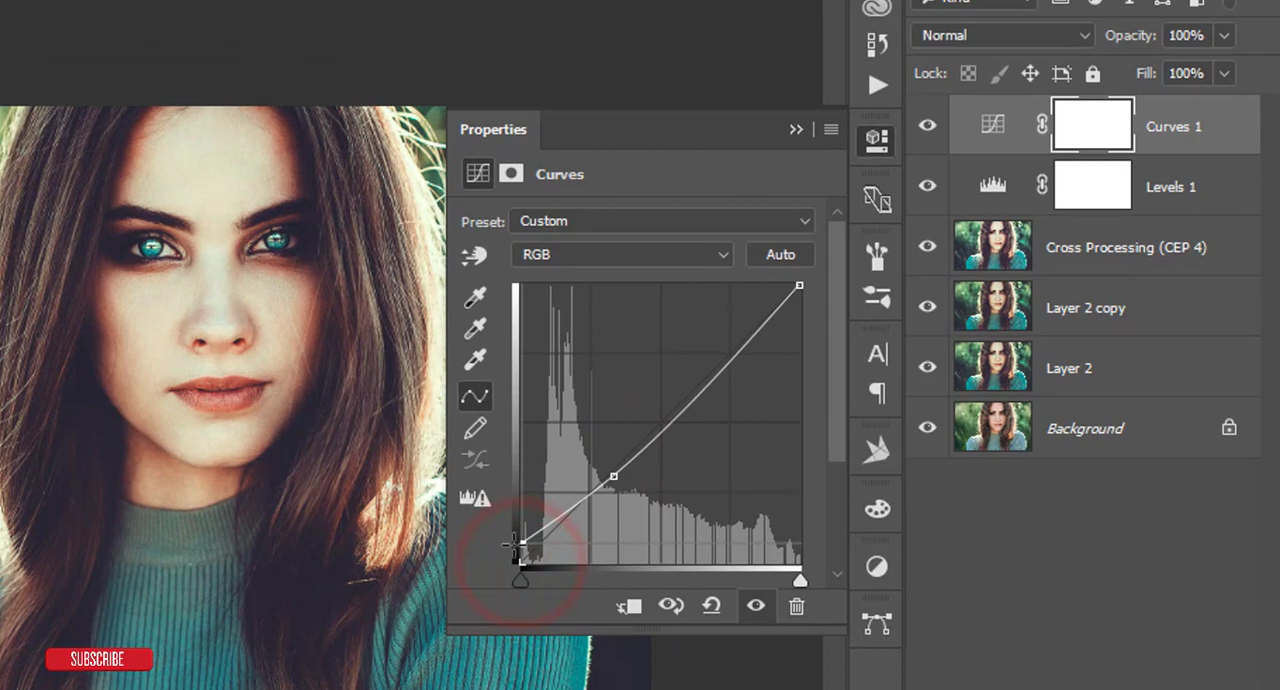 Normal
Opacity: 100%
Lock:
Fill: 100%
Properties
Curves 1
Curves
Levels 1
Preset: Custom
RGB
Auto
Cross Processing (CEP 4)
Layer 2 copy
A
Layer 2
Background
SUBSCRIBE